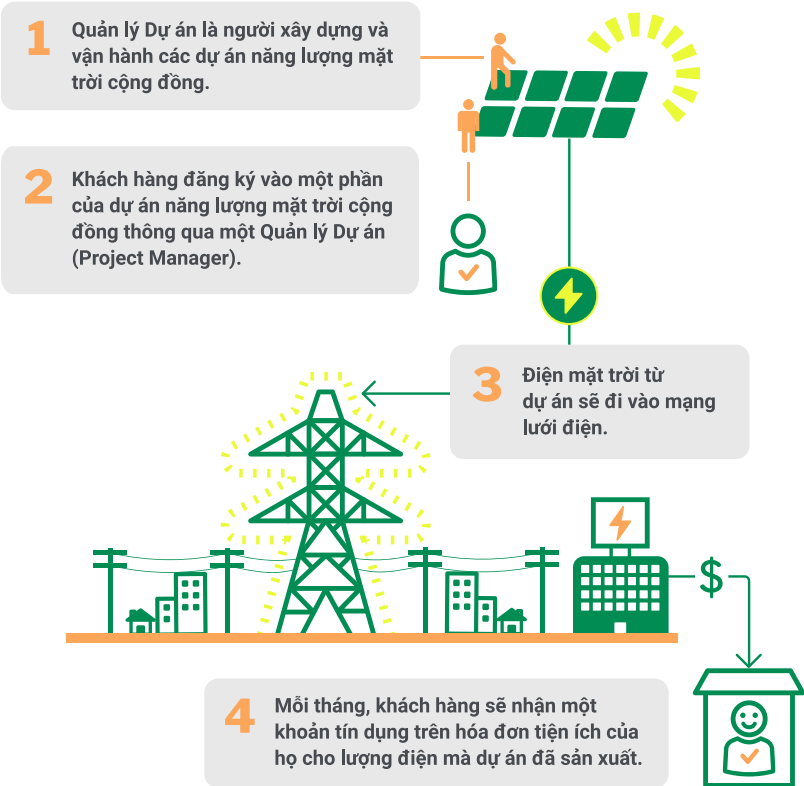 1
Quản lý Dự án là người xây dựng và
vận hành các dự án năng lượng mặt
trời cộng đồng.
2
Khách hàng đăng ký vào một phần
của dự án năng lượng mặt trời cộng
đồng thông qua một Quản lý Dự án
(Project Manager).
3
Điện mặt trời từ
dự án sẽ đi vào mạng
lưới điện.
$
4
Mỗi tháng, khách hàng sẽ nhận một
khoản tín dụng trên hóa đơn tiện ích của
họ cho lượng điện mà dự án đã sản xuất.